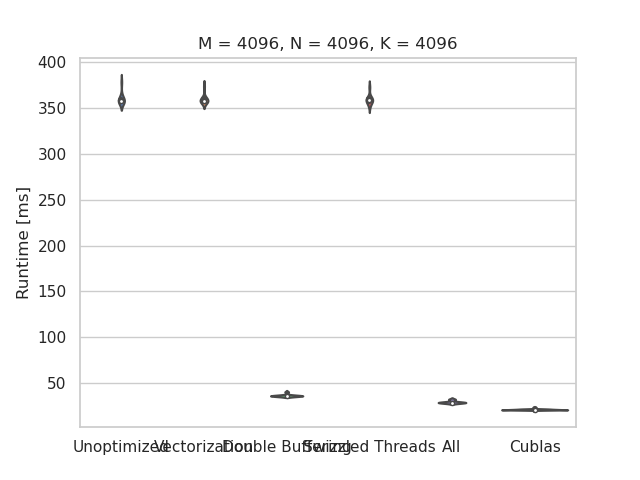 M = 4096, N = 4096, K = 4096
Runtime [ms]
400
350
300
250
200
150
100
50
Unoptimized Vectorization Double Buffering Swizzled Threads All Cublas